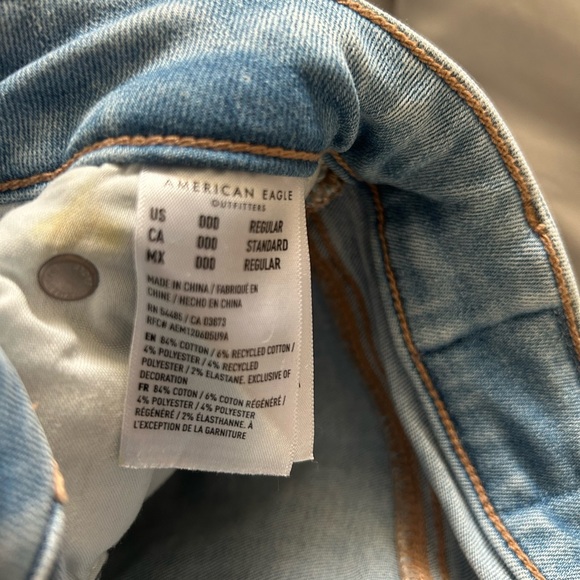 AMERICAN EAGLE
OUTFITTERS
US 000 REGULAR
CA 000 STANDARD
MX 000 REGULAR
MADE IN CHINA / FABRIQUÉ EN
CHINE / HECHO EN CHINA
RN 54485 / CA 03873
RFC# AEM120605U9A
EN 84% COTTON / 6% RECYCLED COTTON /
4% POLYESTER / 4% RECYCLED
POLYESTER / 2% ELASTANE. EXCLUSIVE OF
DECORATION
FR 84% COTON / 6% COTON RÉGÉNÉRÉ /
4% POLYESTER / 4% POLYESTER
RÉGÉNÉRÉ / 2% ÉLASTHANNE. À
L'EXCEPTION DE LA GARNITURE